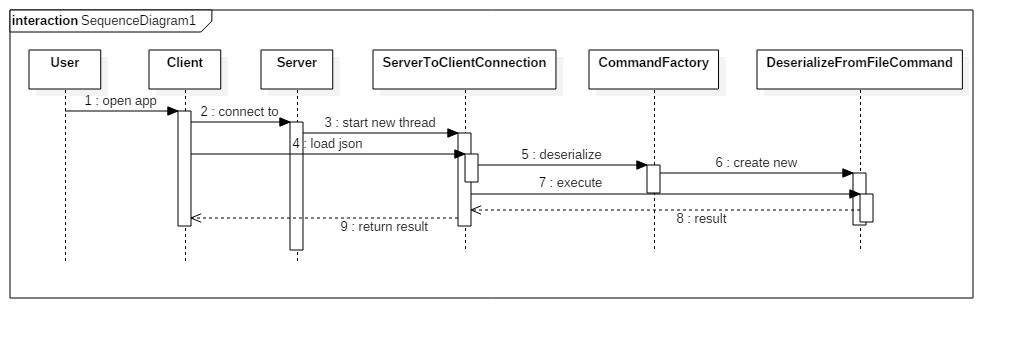 interaction SequenceDiagram1
User
Client
Server
ServerToClientConnection
CommandFactory
DeserializeFromFileCommand
1 : open app
2 : connect to
3 : start new thread
4 : load json
5 : deserialize
6 : create new
7 : execute
8 : result
9 : return result